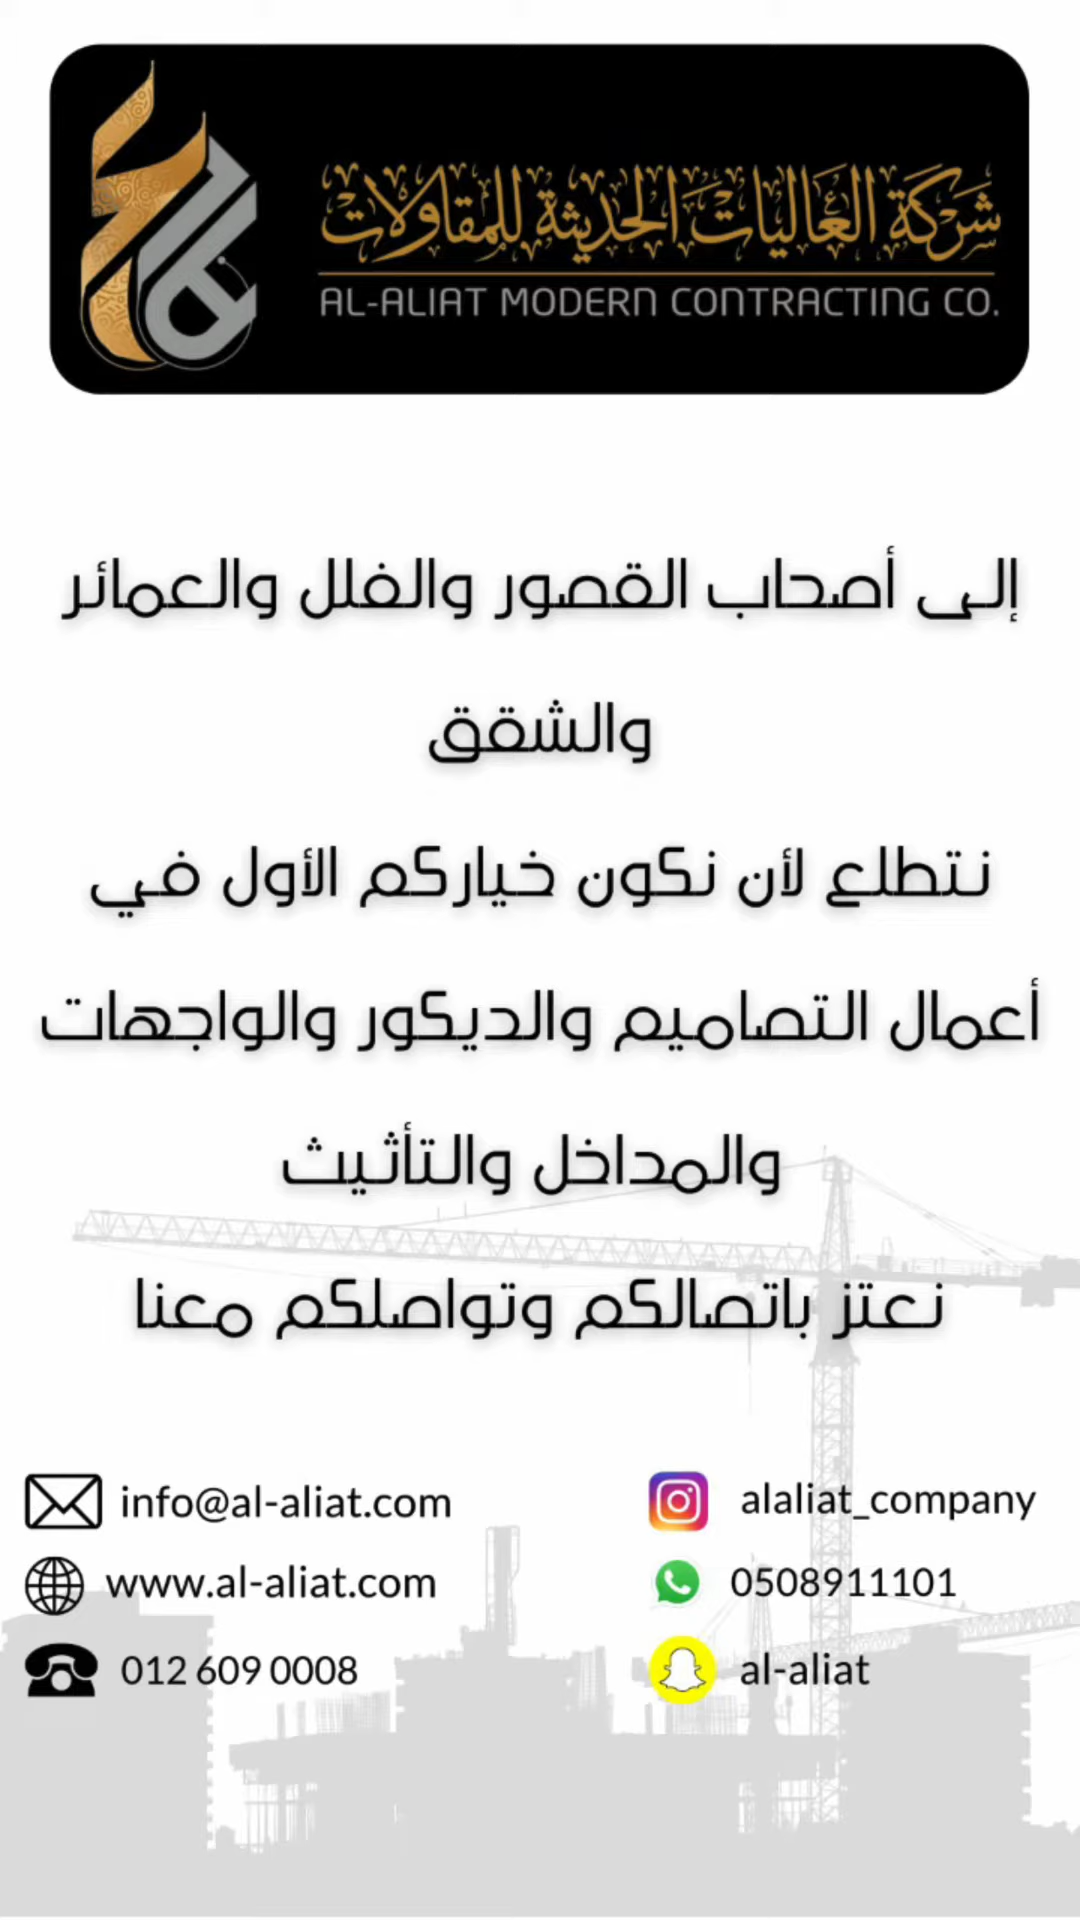 شركة العاليات الحديثة للمقاولات
AL-ALIAT MODERN CONTRACTING CO.
إلى أصحاب القصور والفلل والعمائر
والشقق
نتطلع لأن نكون خياركم الأول في
أعمال التصاميم والديكور والواجهات
والمداخل والتأثيث
نعتز باتصالكم وتواصلكم معنا
info@al-aliat.com
alaliat_company
www.al-aliat.com
0508911101
012 609 0008
al-aliat